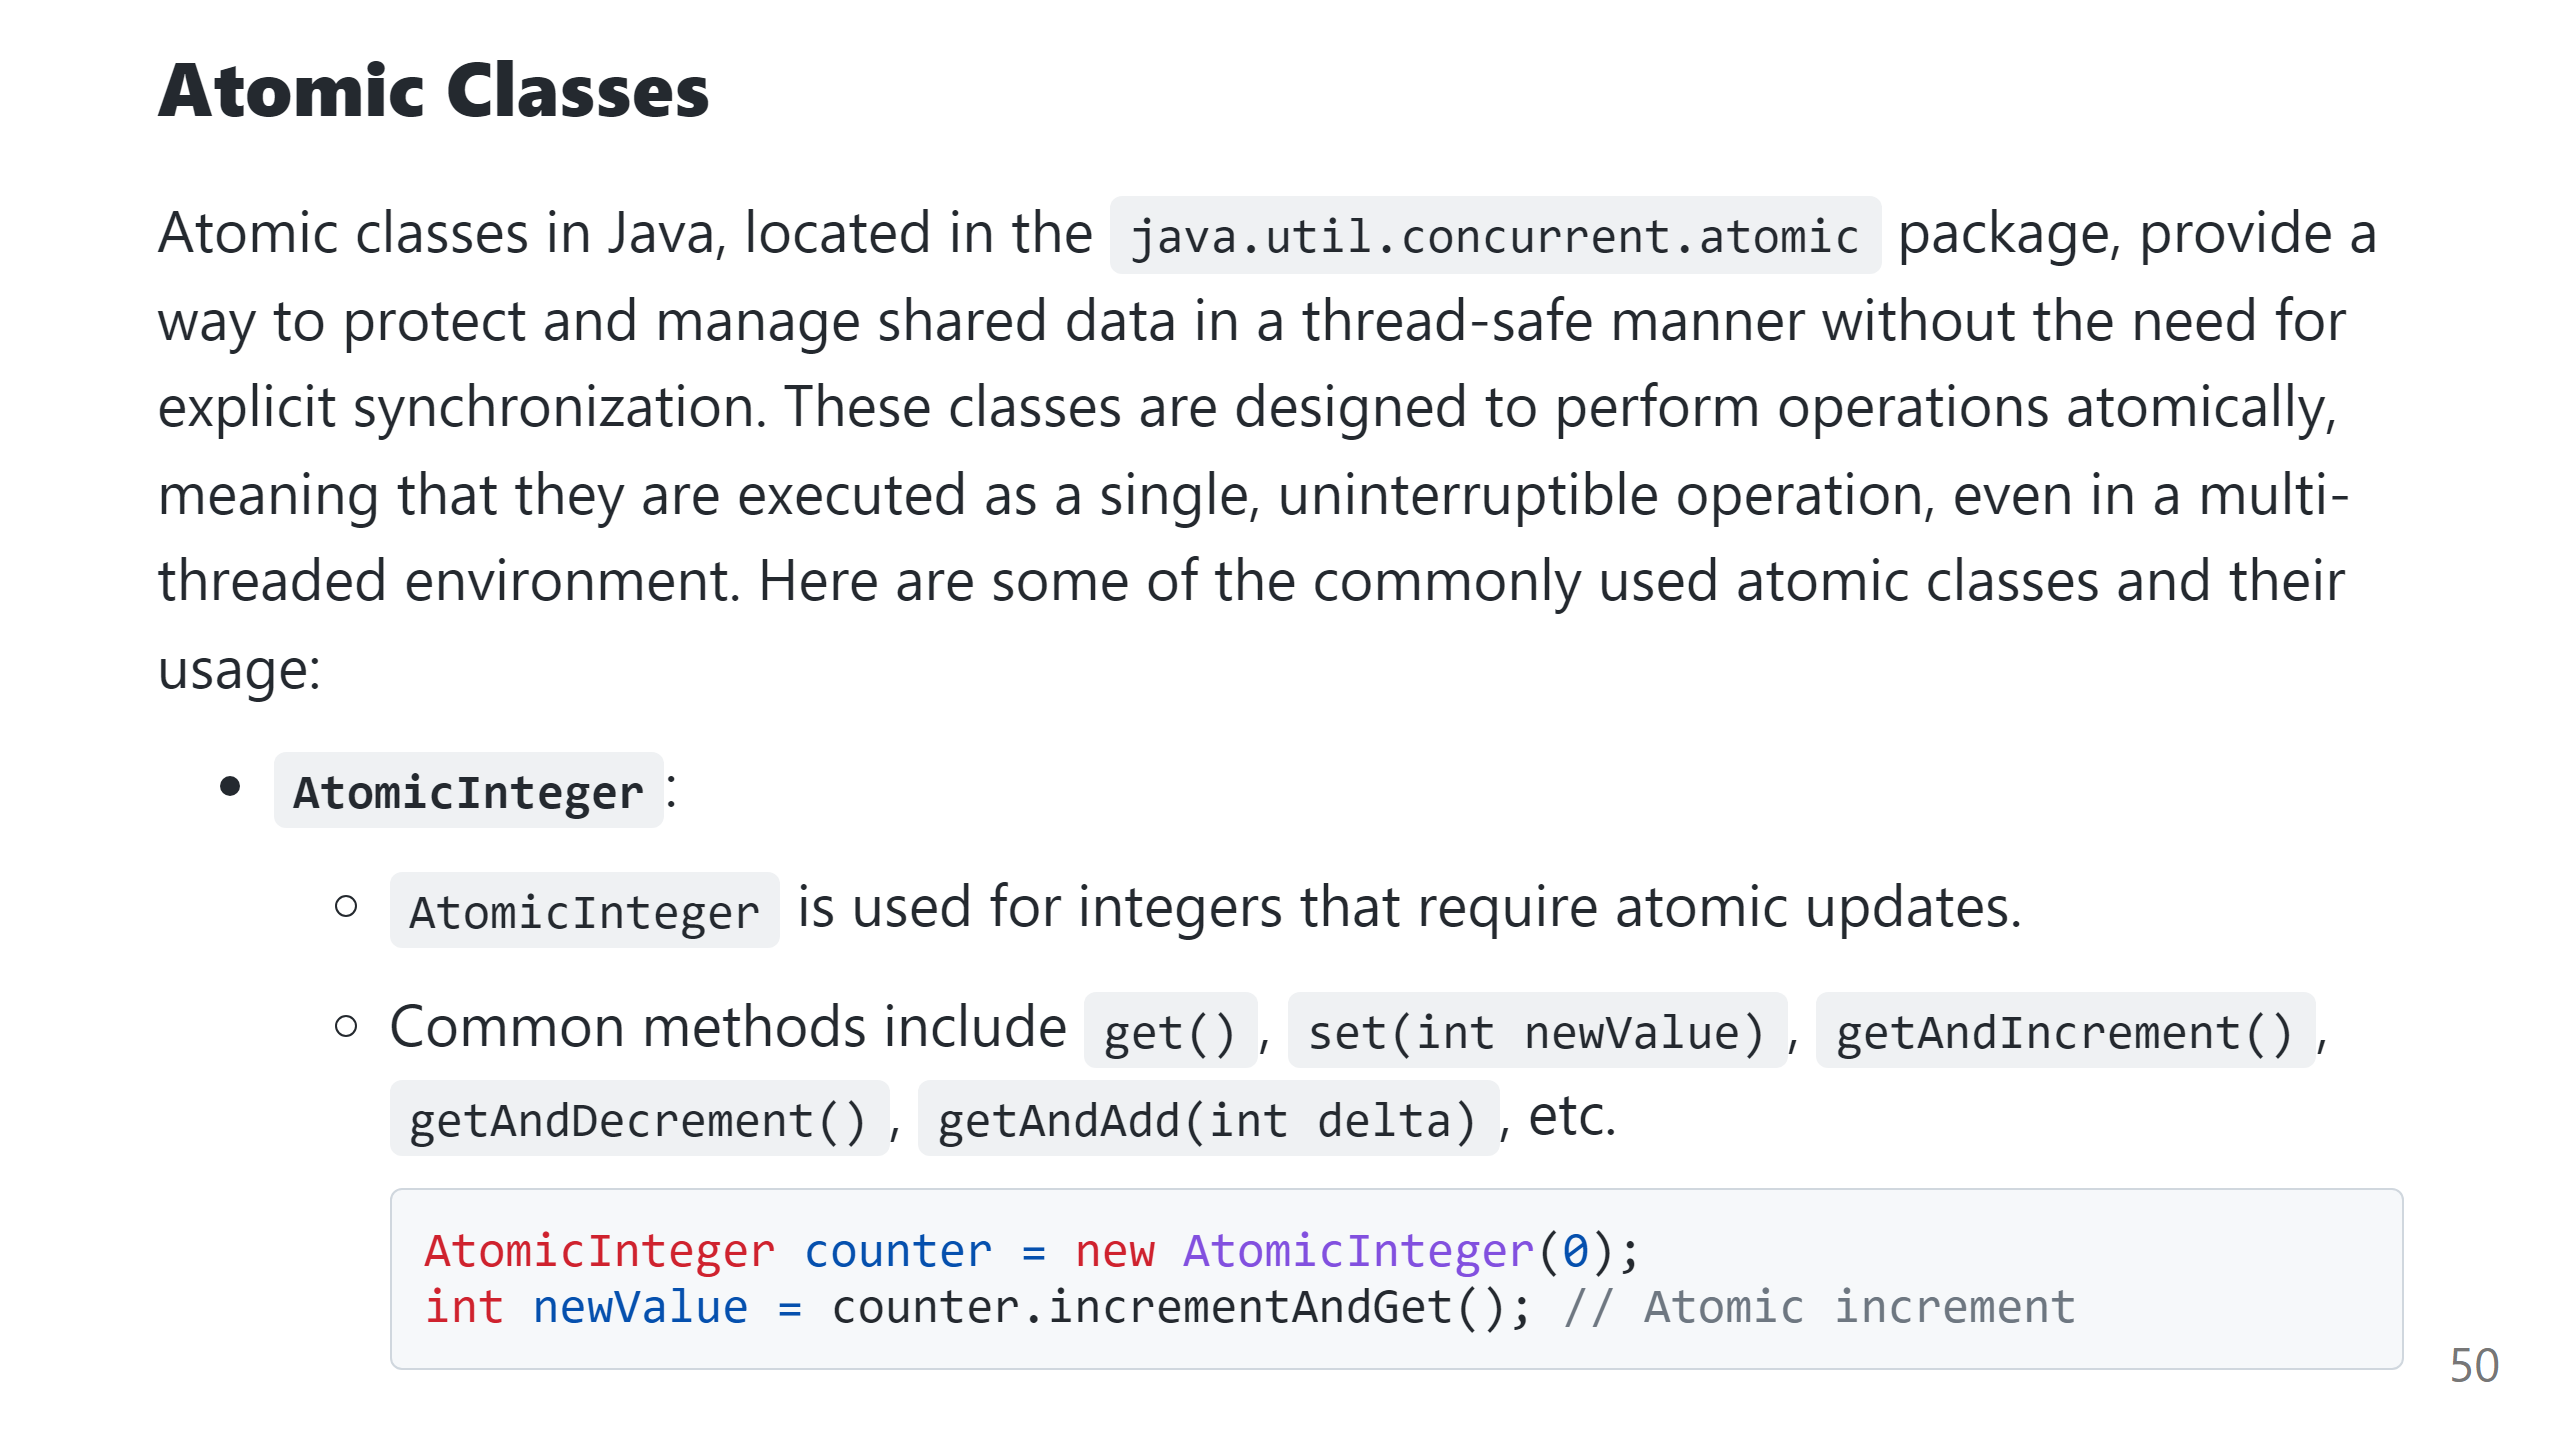 Atomic Classes
Atomic classes in Java, located in the java.util.concurrent.atomic package, provide a
way to protect and manage shared data in a thread-safe manner without the need for
explicit synchronization. These classes are designed to perform operations atomically,
meaning that they are executed as a single, uninterruptible operation, even in a multi-
threaded environment. Here are some of the commonly used atomic classes and their
usage:
• AtomicInteger:
○ AtomicInteger is used for integers that require atomic updates.
○ Common methods include get(), set(int newValue), getAndIncrement(),
getAndDecrement(), getAndAdd(int delta), etc.
AtomicInteger counter = new AtomicInteger(0);
int newValue = counter.incrementAndGet(); // Atomic increment
50